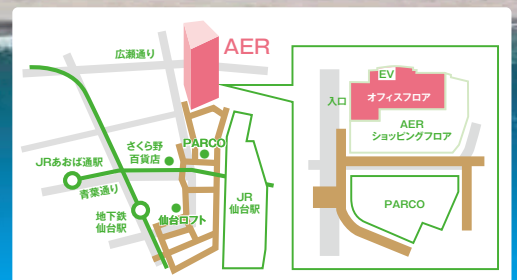 広瀬通り
AER
さくら野
百貨店
PARCO
JRあおば通駅
青葉通り
地下鉄
仙台駅
仙台ロフト
JR
仙台駅
入口
EV
オフィスフロア
AER
ショッピングフロア
PARCO